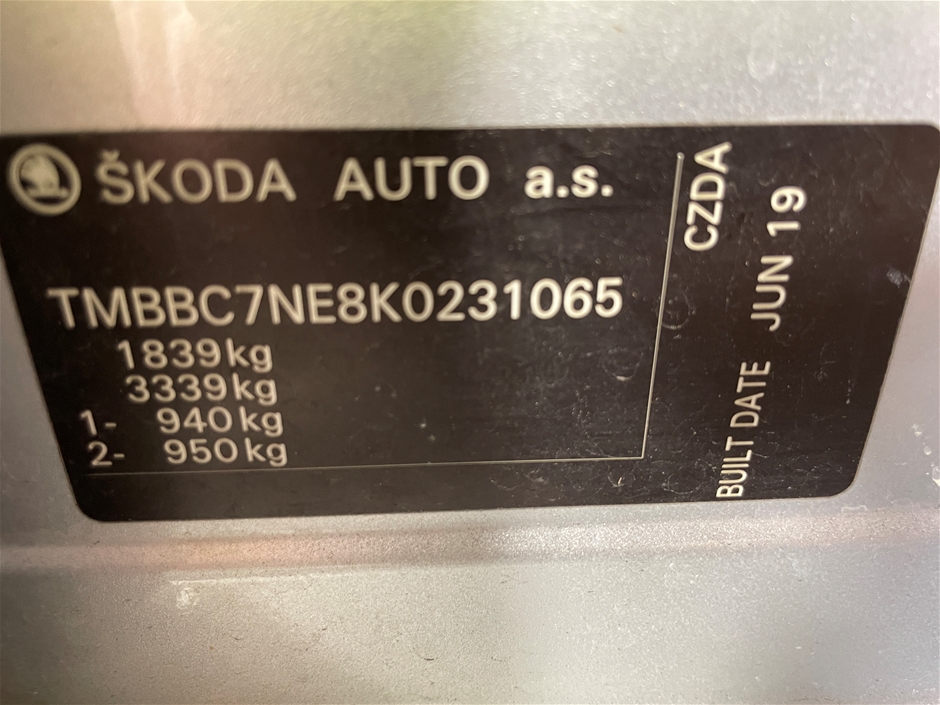 ŠKODA AUTO a.s.
TMBBC7NE8K0231065
1839kg
3339kg
1- 940kg
2- 950kg
CZDA
BUILT DATE JUN 19